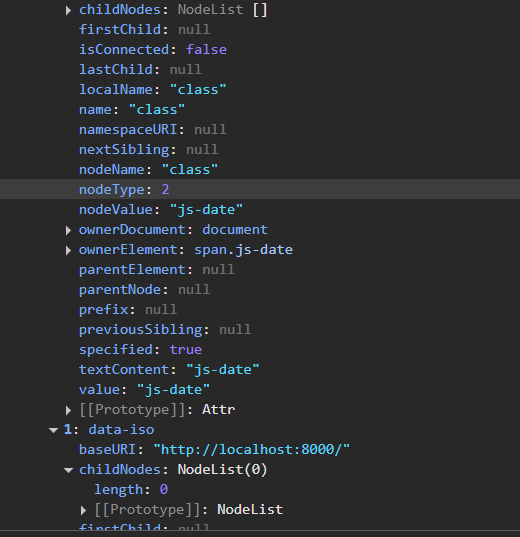 childNodes: NodeList []
firstChild: null
isConnected: false
lastChild: null
localName: "class"
name: "class"
namespaceURI: null
nextSibling: null
nodeName: "class"
nodeType: 2
nodeValue: "js-date"
ownerDocument: document
ownerElement: span.js-date
parentElement: null
parentNode: null
prefix: null
previousSibling: null
specified: true
textContent: "js-date"
value: "js-date"
[[Prototype]]: Attr
1: data-iso
baseURI: "http://localhost:8000/"
childNodes: NodeList(0)
length: 0
[[Prototype]]: NodeList
firstChild: null